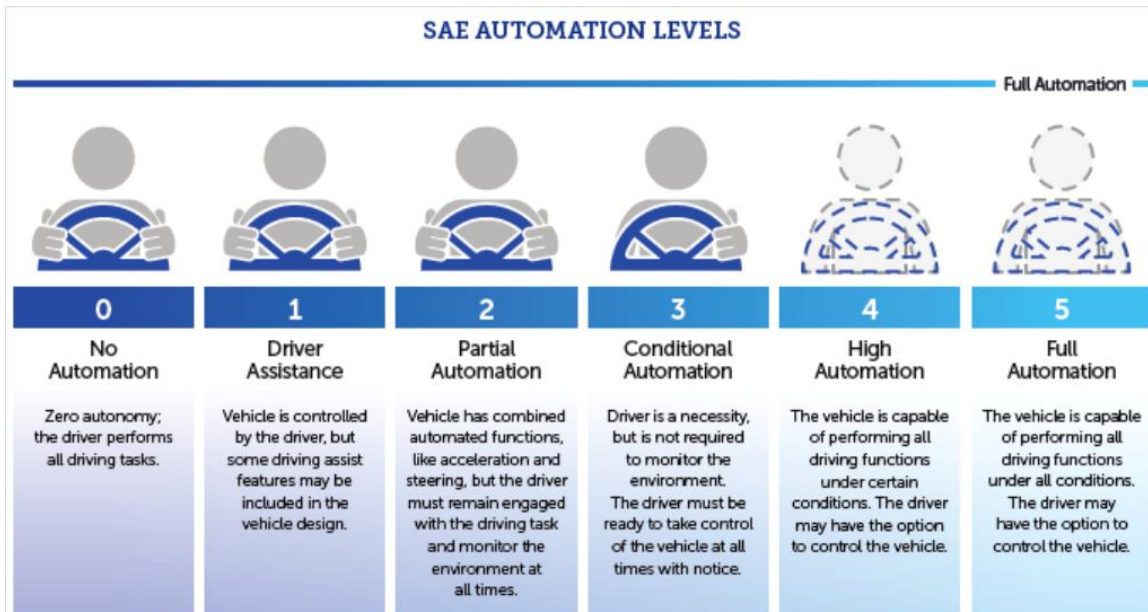 SAE AUTOMATION LEVELS
Full Automation
0
No
Automation
Zero autonomy;
the driver performs
all driving tasks.
1
Driver
Assistance
Vehicle is controlled
by the driver, but
some driving assist
features may be
included in the
vehicle design.
2
Partial
Automation
Vehicle has combined
automated functions,
like acceleration and
steering, but the driver
must remain engaged
with the driving task
and monitor the
environment at
all times.
3
Conditional
Automation
Driver is a necessity,
but is not required
to monitor the
environment.
The driver must be
ready to take control
of the vehicle at all
times with notice.
4
High
Automation
The vehicle is capable
of performing all
driving functions
under certain
conditions. The driver
may have the option
to control the vehicle.
5
Full
Automation
The vehicle is capable
of performing all
driving functions
under all conditions.
The driver may
have the option to
control the vehicle.